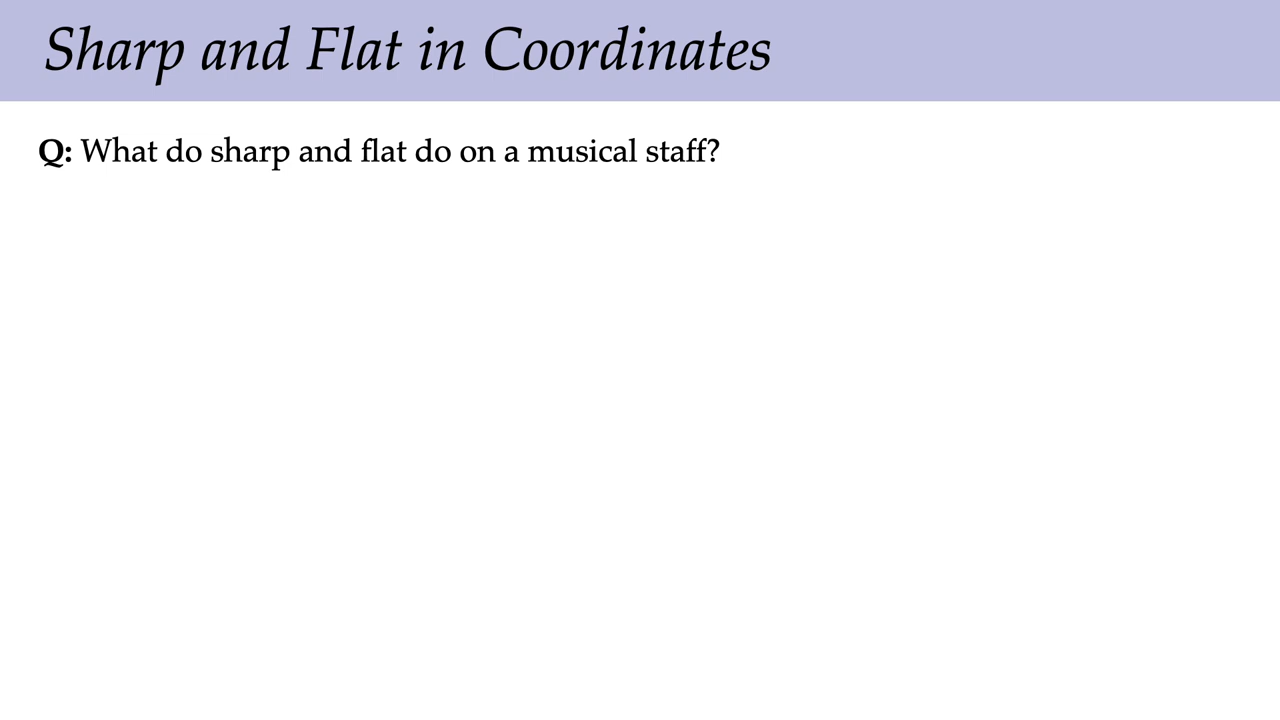 Sharp and Flat in Coordinates
Q: What do sharp and flat do on a musical staff?